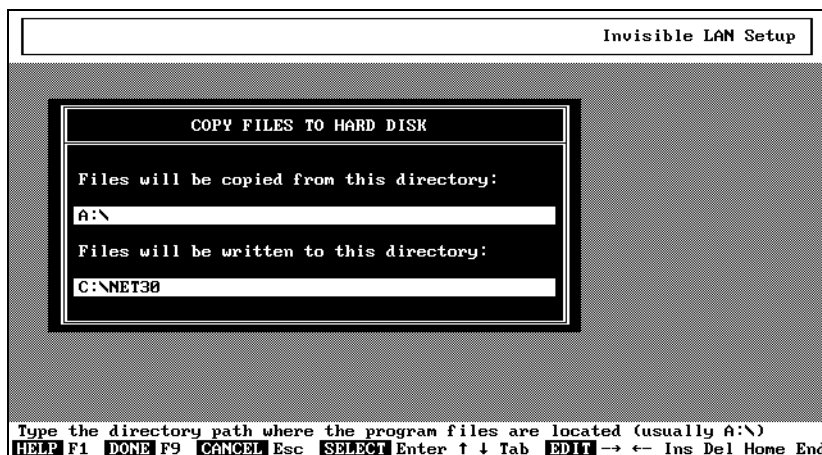 Invisible LAN Setup
COPY FILES TO HARD DISK
Files will be copied from this directory:
A:\
Files will be written to this directory:
C:\NET30
Type the directory path where the program files are located (usually A:\)
HELP F1 DONE F9 CANCEL Esc SELECT Enter ↑ ↓ Tab EDIT → ← Ins Del Home End